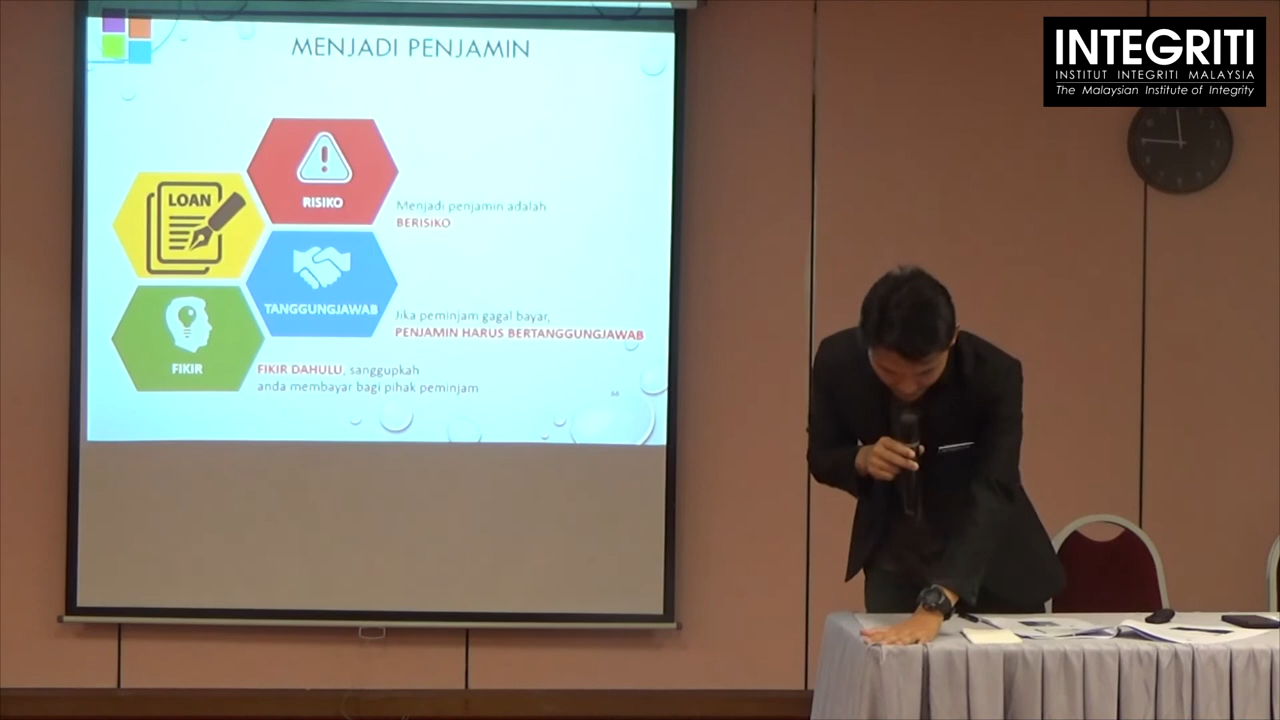 MENJADI PENJAMIN
LOAN
RISIKO
Menjadi penjamin adalah
BERISIKO
TANGGUNGJAWAB
Jika peminjam gagal bayar,
PENJAMIN HARUS BERTANGGUNGJAWAB
FIKIR
FIKIR DAHULU, sanggupkah
anda membayar bagi pihak peminjam
INTEGRITI
INSTITUT INTEGRITI MALAYSIA
The Malaysian Institute of Integrity